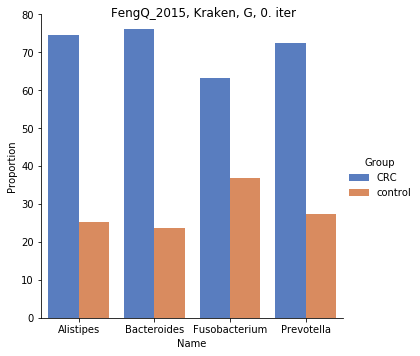 FengQ_2015, Kraken, G, 0. iter
80
70
60
50
40
30
20
10
0
Proportion
Alistipes Bacteroides Fusobacterium Prevotella
Name
Group
CRC
control